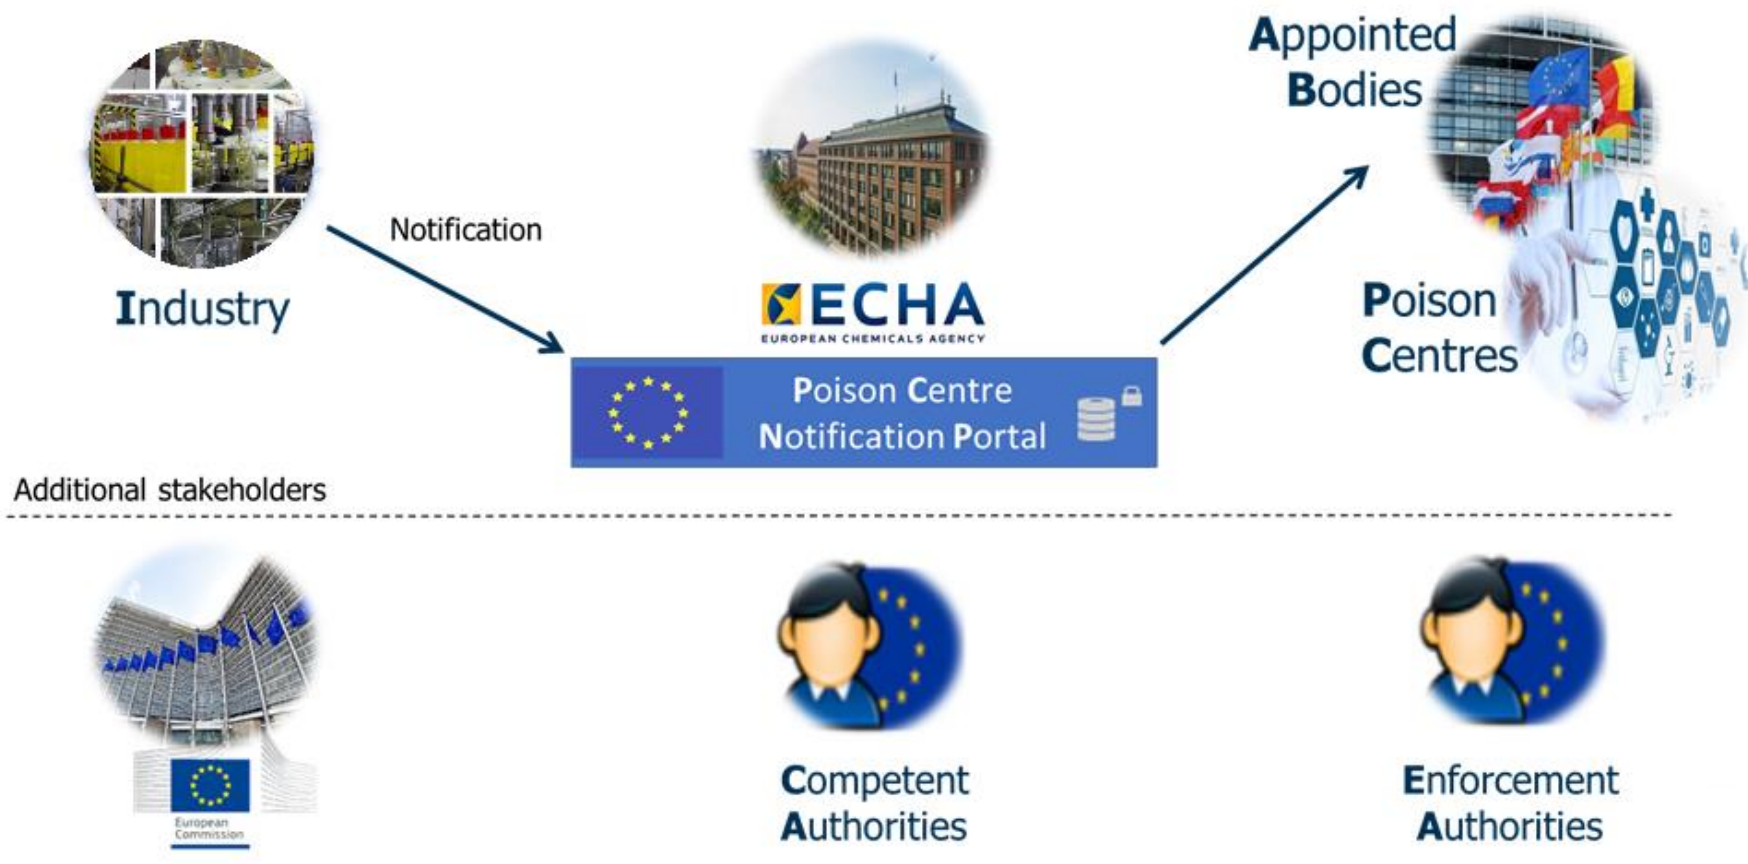 Appointed
Bodies
Notification
Industry
Poison
Centres
ECHA
EUROPEAN CHEMICALS AGENCY
Poison Centre
Notification Portal
Additional stakeholders
European
Commission
Competent
Authorities
Enforcement
Authorities